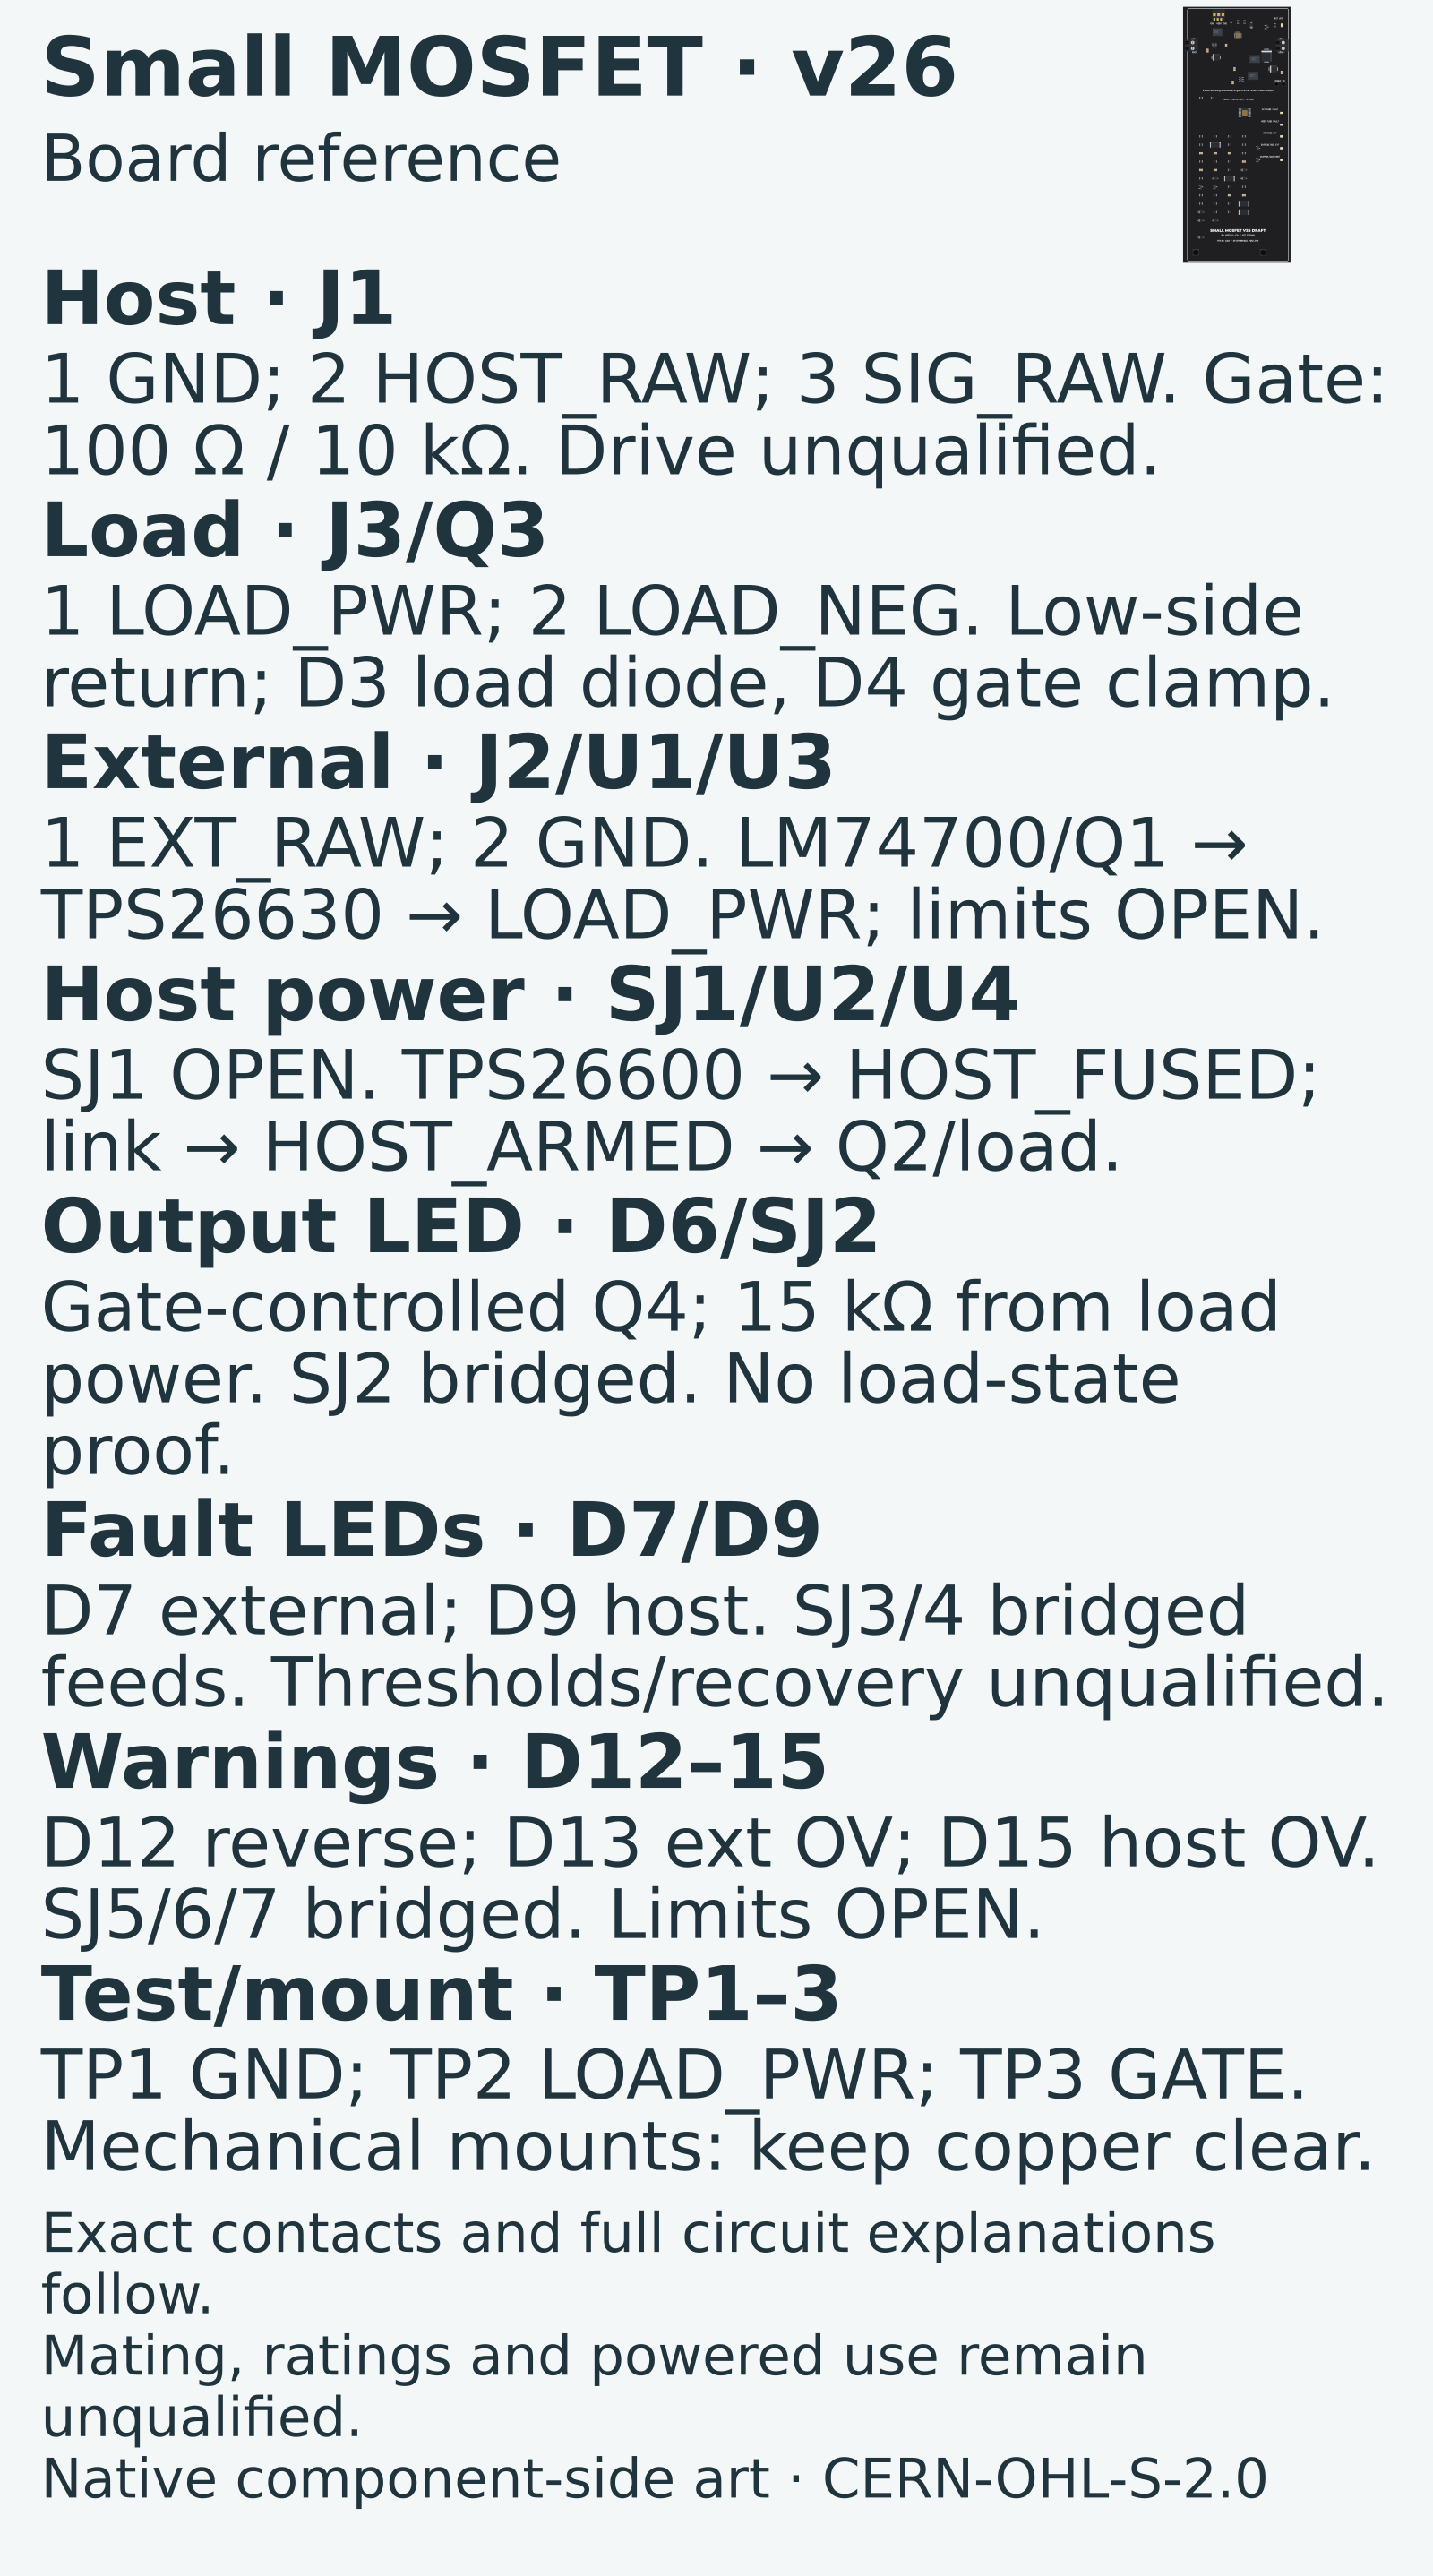 Small MOSFET · v26
Board reference
Host · J1
1 GND; 2 HOST_RAW; 3 SIG_RAW. Gate:
100 Ω / 10 kΩ. Drive unqualified.
Load · J3/Q3
1 LOAD_PWR; 2 LOAD_NEG. Low-side
return; D3 load diode, D4 gate clamp.
External · J2/U1/U3
1 EXT_RAW; 2 GND. LM74700/Q1 →
TPS26630 → LOAD_PWR; limits OPEN.
Host power · SJ1/U2/U4
SJ1 OPEN. TPS26600 → HOST_FUSED;
link → HOST_ARMED → Q2/load.
Output LED · D6/SJ2
Gate-controlled Q4; 15 kΩ from load
power. SJ2 bridged. No load-state
proof.
Fault LEDs · D7/D9
D7 external; D9 host. SJ3/4 bridged
feeds. Thresholds/recovery unqualified.
Warnings · D12–15
D12 reverse; D13 ext OV; D15 host OV.
SJ5/6/7 bridged. Limits OPEN.
Test/mount · TP1–3
TP1 GND; TP2 LOAD_PWR; TP3 GATE.
Mechanical mounts: keep copper clear.
Exact contacts and full circuit explanations
follow.
Mating, ratings and powered use remain
unqualified.
Native component-side art · CERN-OHL-S-2.0
SMALL MOSFET V26 DRAFT